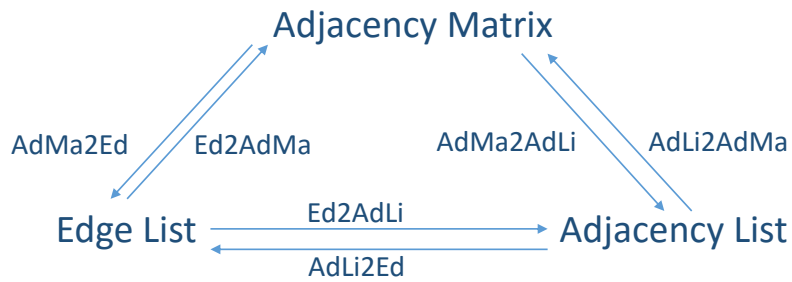 Adjacency Matrix
AdMa2Ed
Ed2AdMa
AdMa2AdLi
AdLi2AdMa
Edge List
Ed2AdLi
Adjacency List
AdLi2Ed